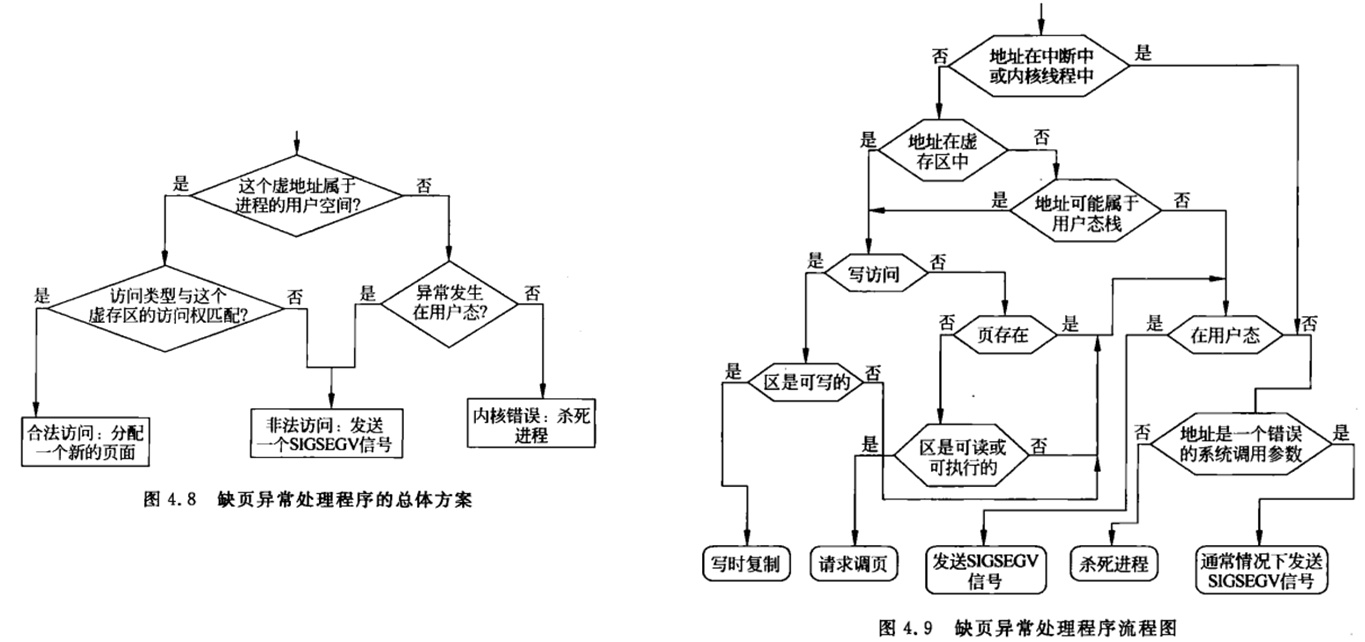 是
这个虚地址属于
进程的用户空间?
否
是
访问类型与这个
虚存区的访问权匹配?
否
是
异常发生
在用户态?
否
合法访问:分配
一个新的页面
非法访问:发送
一个SIGSEGV信号
内核错误:杀死
进程
图 4.8 缺页异常处理程序的总体方案
否
地址在中断中
或内核线程中
是
是
地址在虚
存区中
否
是
地址可能属于
用户态栈
否
是
写访问
否
否
页存在
是
是
在用户态
否
是
区是可写的
否
是
区是可读或
可执行的
否
否
地址是一个错误
的系统调用参数
是
写时复制
请求调页
发送SIGSEGV
信号
杀死进程
通常情况下发送
SIGSEGV信号
图 4.9 缺页异常处理程序流程图